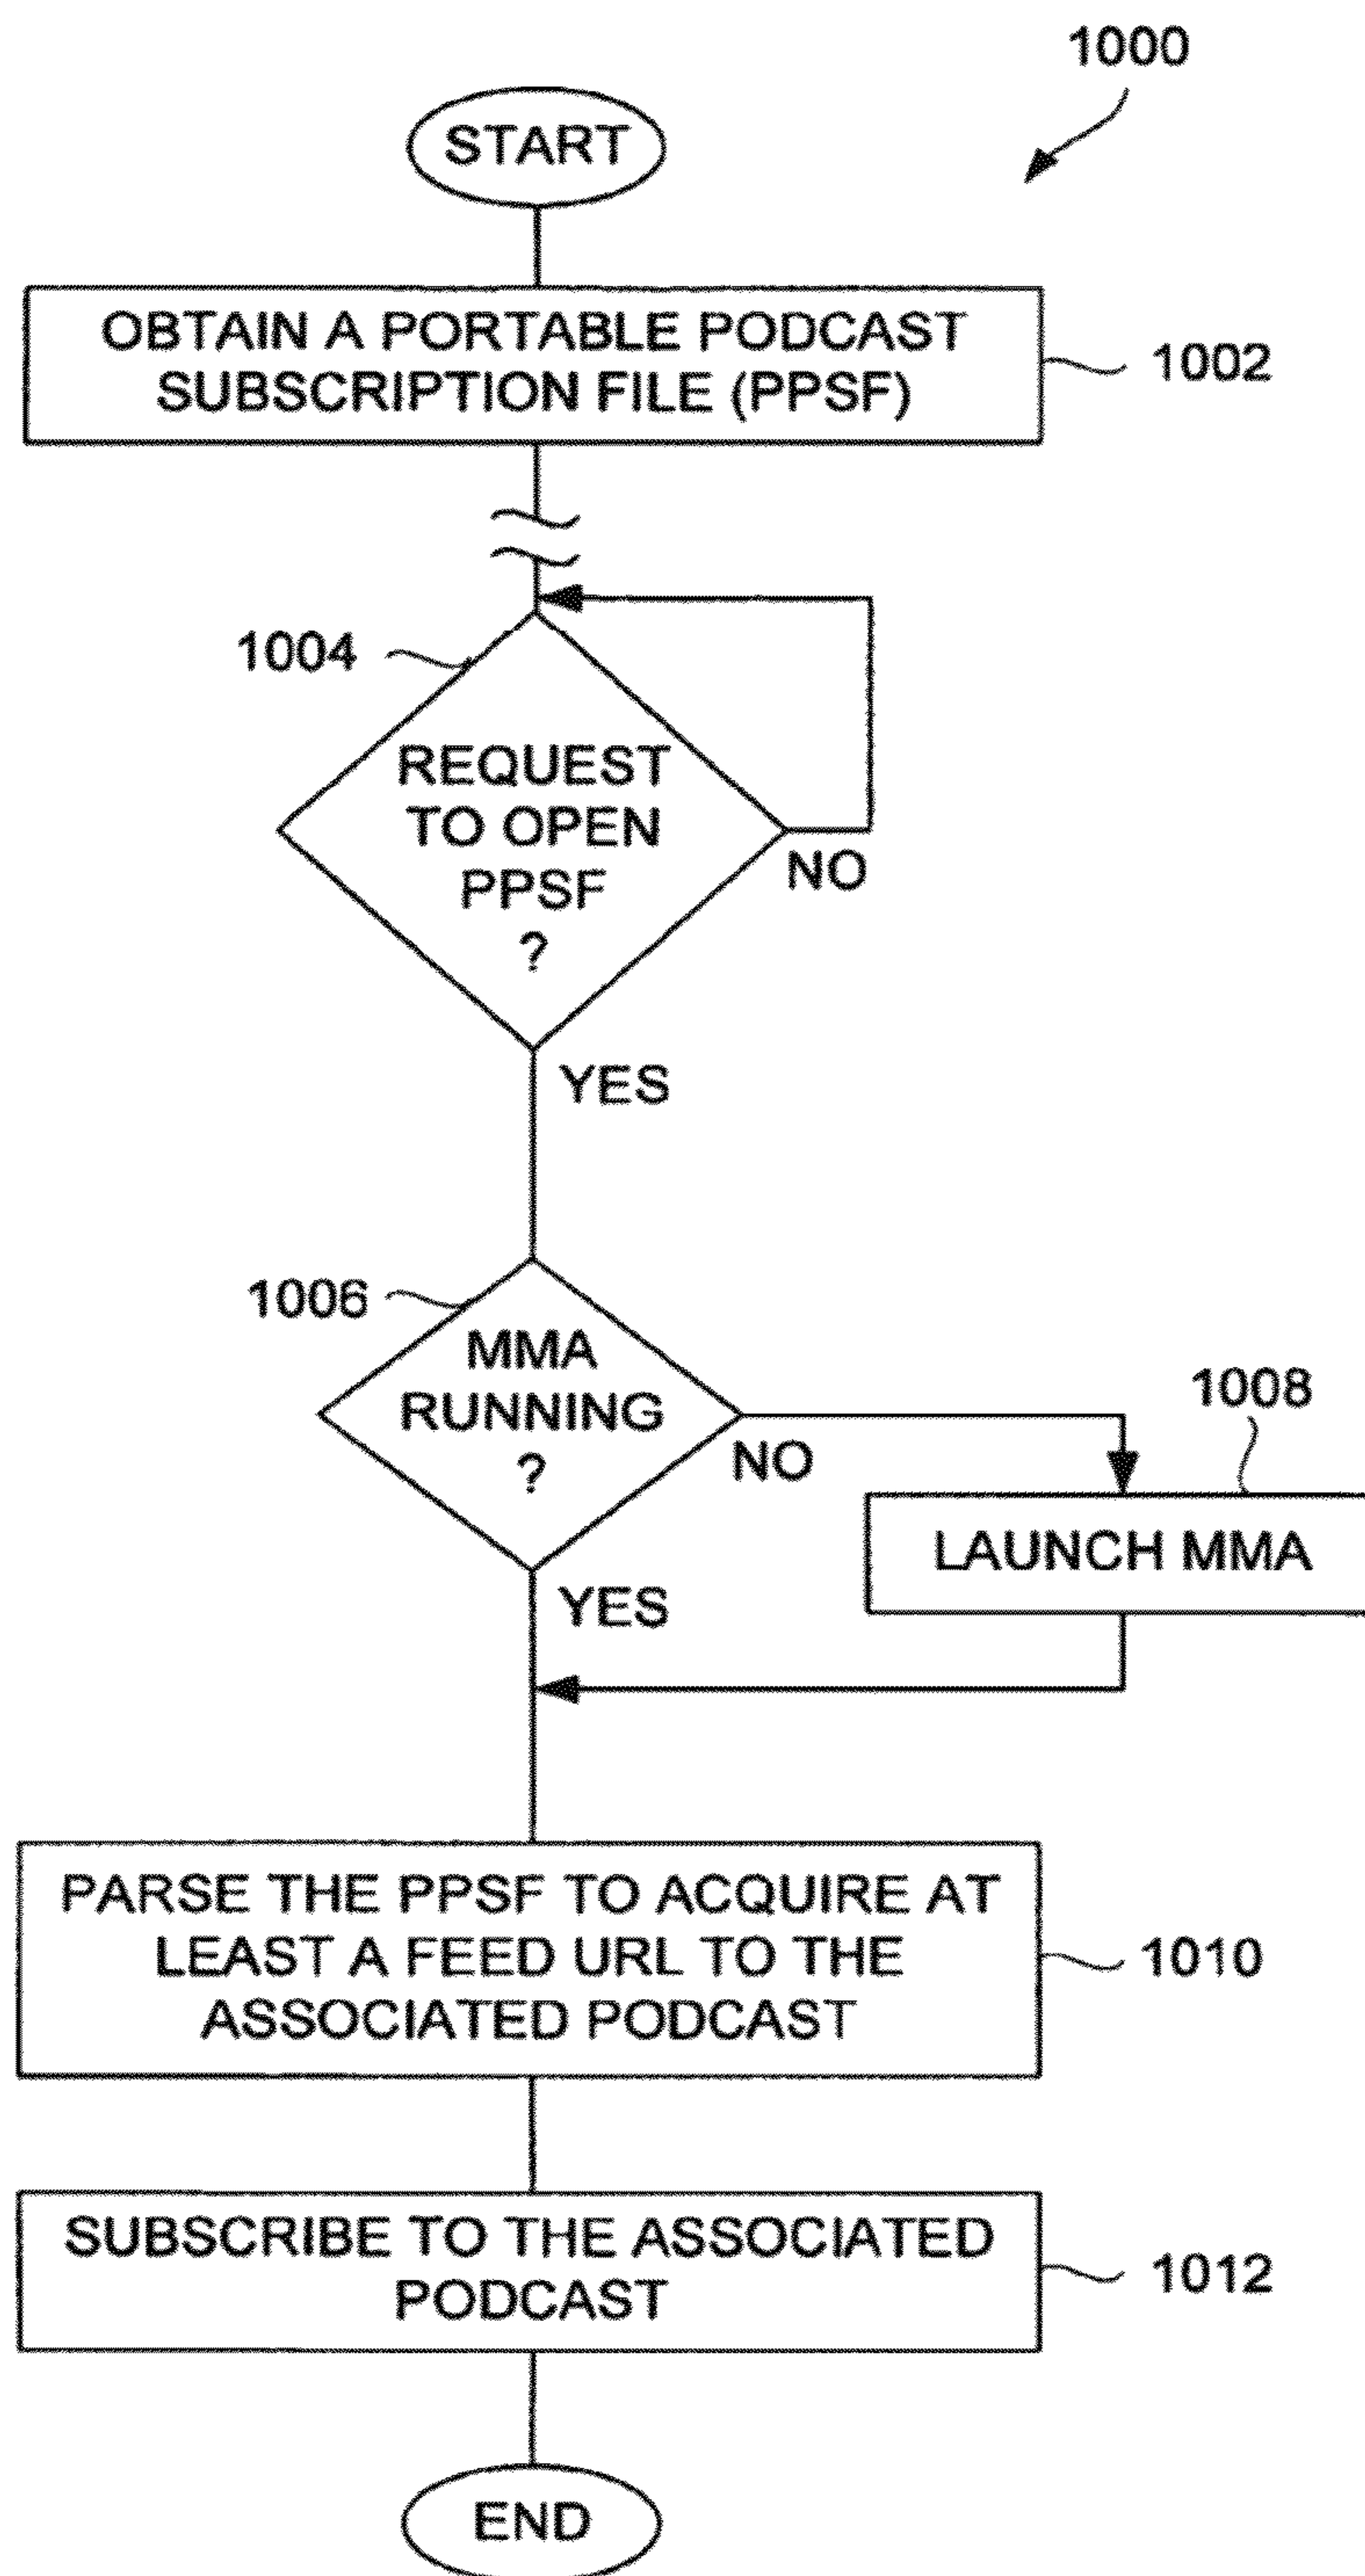 1000
START
OBTAIN A PORTABLE PODCAST
SUBSCRIPTION FILE (PPSF)
1002
1004
REQUEST
TO OPEN
PPSF
?
NO
YES
1006
MMA
RUNNING
?
NO
1008
LAUNCH MMA
YES
PARSE THE PPSF TO ACQUIRE AT
LEAST A FEED URL TO THE
ASSOCIATED PODCAST
1010
SUBSCRIBE TO THE ASSOCIATED
PODCAST
1012
END